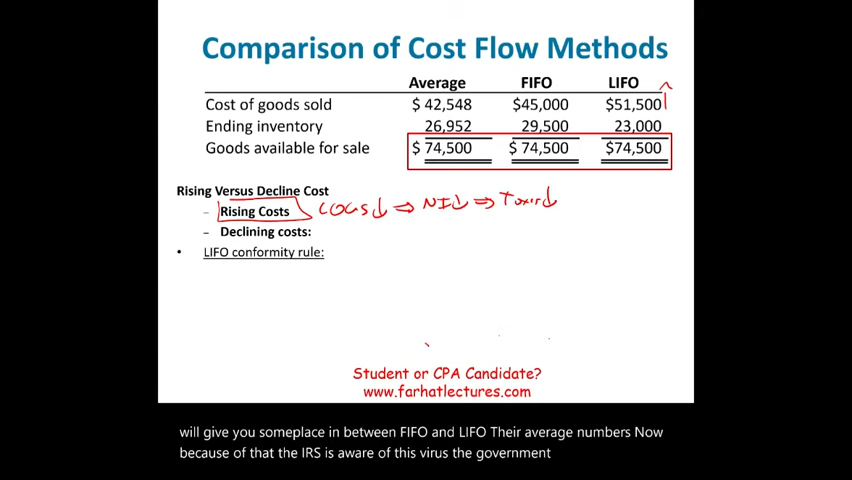 Comparison of Cost Flow Methods
Average FIFO LIFO
Cost of goods sold $ 42,548 $45,000 $51,500
Ending inventory 26,952 29,500 23,000
Goods available for sale $ 74,500 $ 74,500 $74,500
Rising Versus Decline Cost
– Rising Costs COGS↓ ⇒ NI↓ ⇒ Taxes↓
– Declining costs:
• LIFO conformity rule:
Student or CPA Candidate?
www.farhatlectures.com
will give you someplace in between FIFO and LIFO Their average numbers Now
because of that the IRS is aware of this virus the government